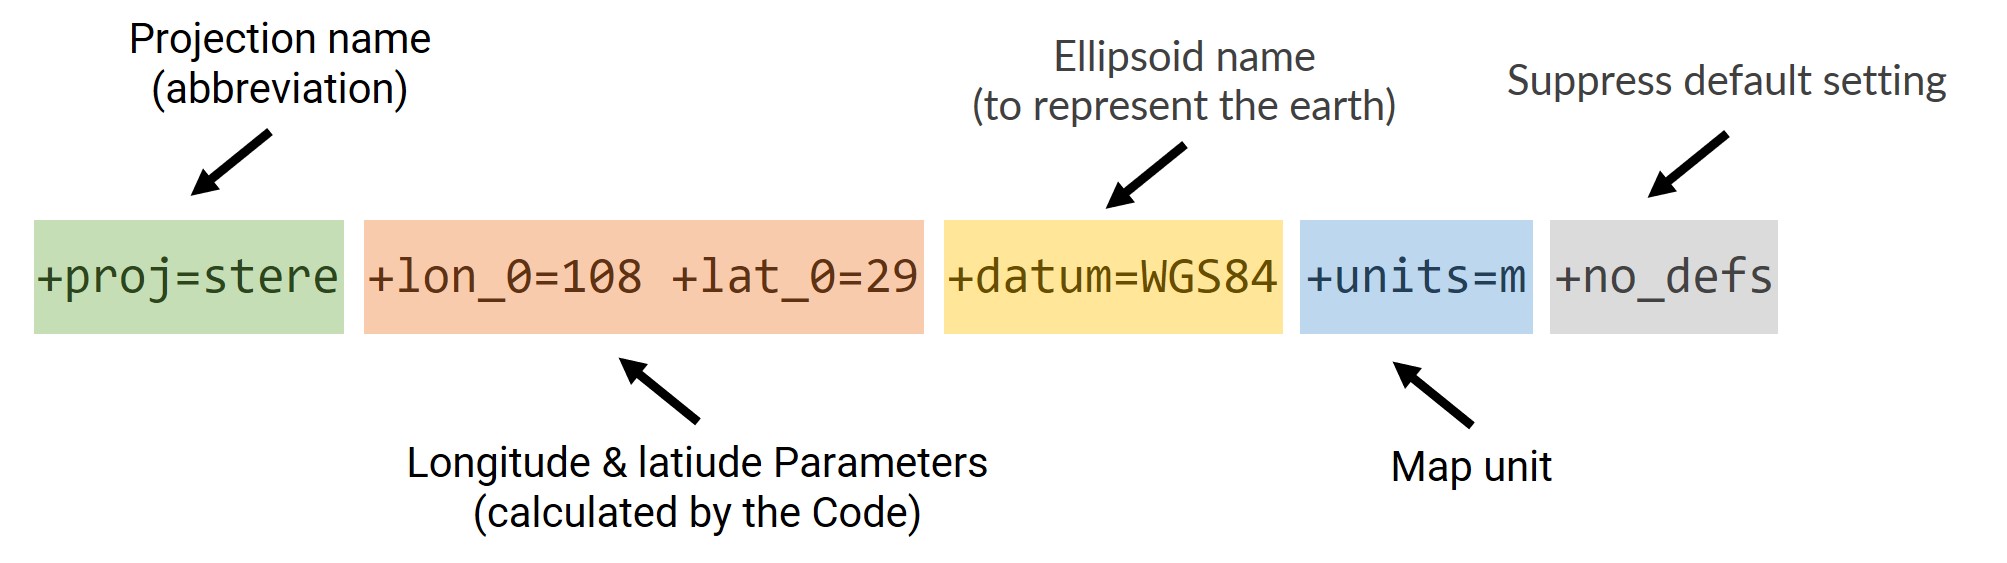 Projection name
(abbreviation)
Ellipsoid name
(to represent the earth)
Suppress default setting
+proj=stere +lon_0=108 +lat_0=29 +datum=WGS84 +units=m +no_defs
Longitude & latiude Parameters
(calculated by the Code)
Map unit